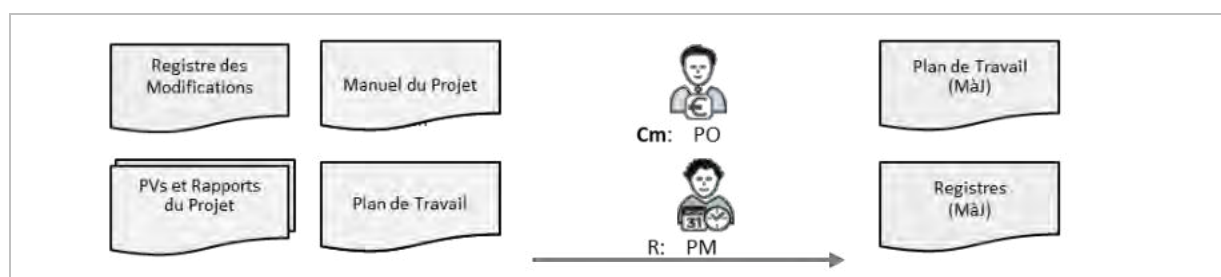 Registre des
Modifications
Manuel du Projet
Cm: PO
Plan de Travail
(MàJ)
PVs et Rapports
du Projet
Plan de Travail
31
R: PM
Registres
(MàJ)